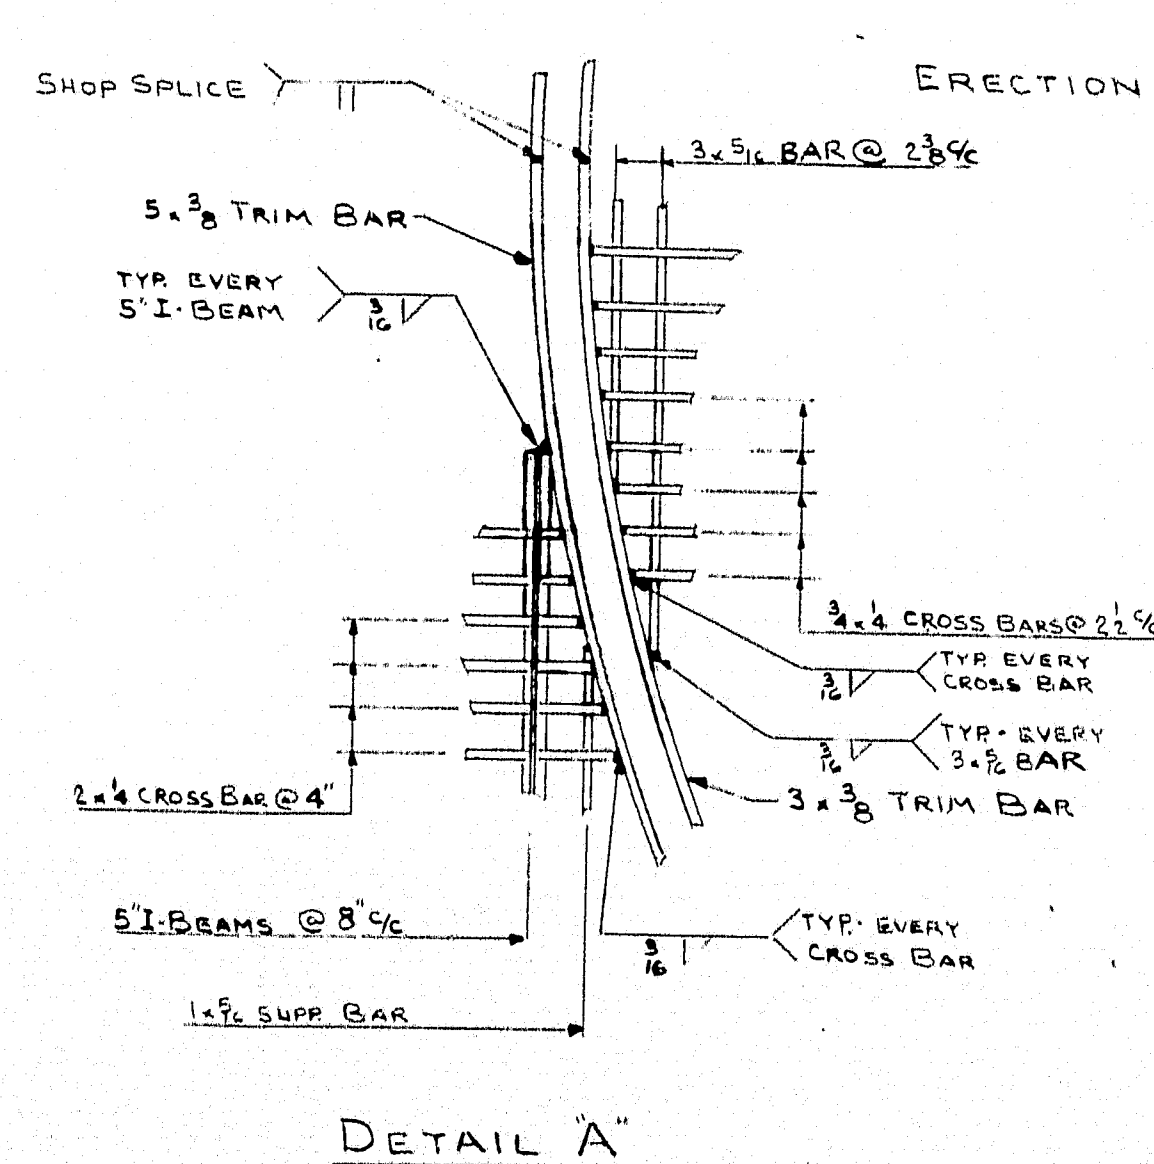 SHOP SPLICE
ERECTION
3 x 5/16 BAR @ 2 3/8 C/C
5 x 3/8 TRIM BAR
TYP. EVERY
5" I-BEAM
3/16
3/4 x 1/4 CROSS BARS @ 2 1/2 C/C
3/16
TYP. EVERY
CROSS BAR
3/16
TYP. EVERY
3 x 5/16 BAR
2 x 1/4 CROSS BAR @ 4"
3 x 3/8 TRIM BAR
5" I-BEAMS @ 8" C/C
3/16
TYP. EVERY
CROSS BAR
1 x 5/16 SUPP. BAR
DETAIL "A"